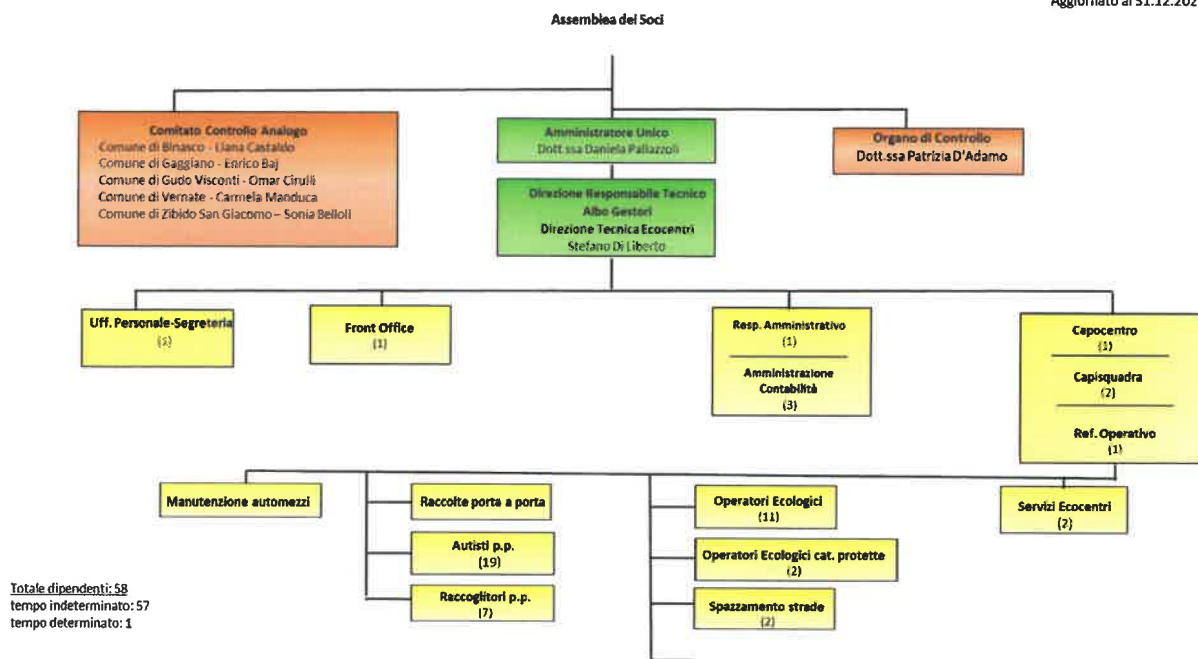 Aggiornato al 31.12.202
Assemblea dei Soci
Comitato Controllo Analogo
Comune di Binasco - Liana Castaldo
Comune di Gaggiano - Enrico Baj
Comune di Gudo Visconti - Omar Cirulli
Comune di Vernate - Carmela Manduca
Comune di Zibido San Giacomo – Sonia Belloli
Amministratore Unico
Dott.ssa Daniela Pallazzoli
Organo di Controllo
Dott.ssa Patrizia D'Adamo
Direzione Responsabile Tecnico
Albo Gestori
Direzione Tecnica Ecocentri
Stefano Di Liberto
Uff. Personale-Segreteria
Front Office
(1)
Resp. Amministrativo
(1)
Amministrazione
Contabilità
(3)
Capocentro
(1)
Capisquadra
(2)
Ref. Operativo
(1)
Manutenzione automezzi
Raccolte porta a porta
Autisti p.p.
(19)
Raccoglitori p.p.
(7)
Operatori Ecologici
(11)
Operatori Ecologici cat. protette
(2)
Spazzamento strade
(2)
Servizi Ecocentri
(2)
Totale dipendenti: 58
tempo indeterminato: 57
tempo determinato: 1